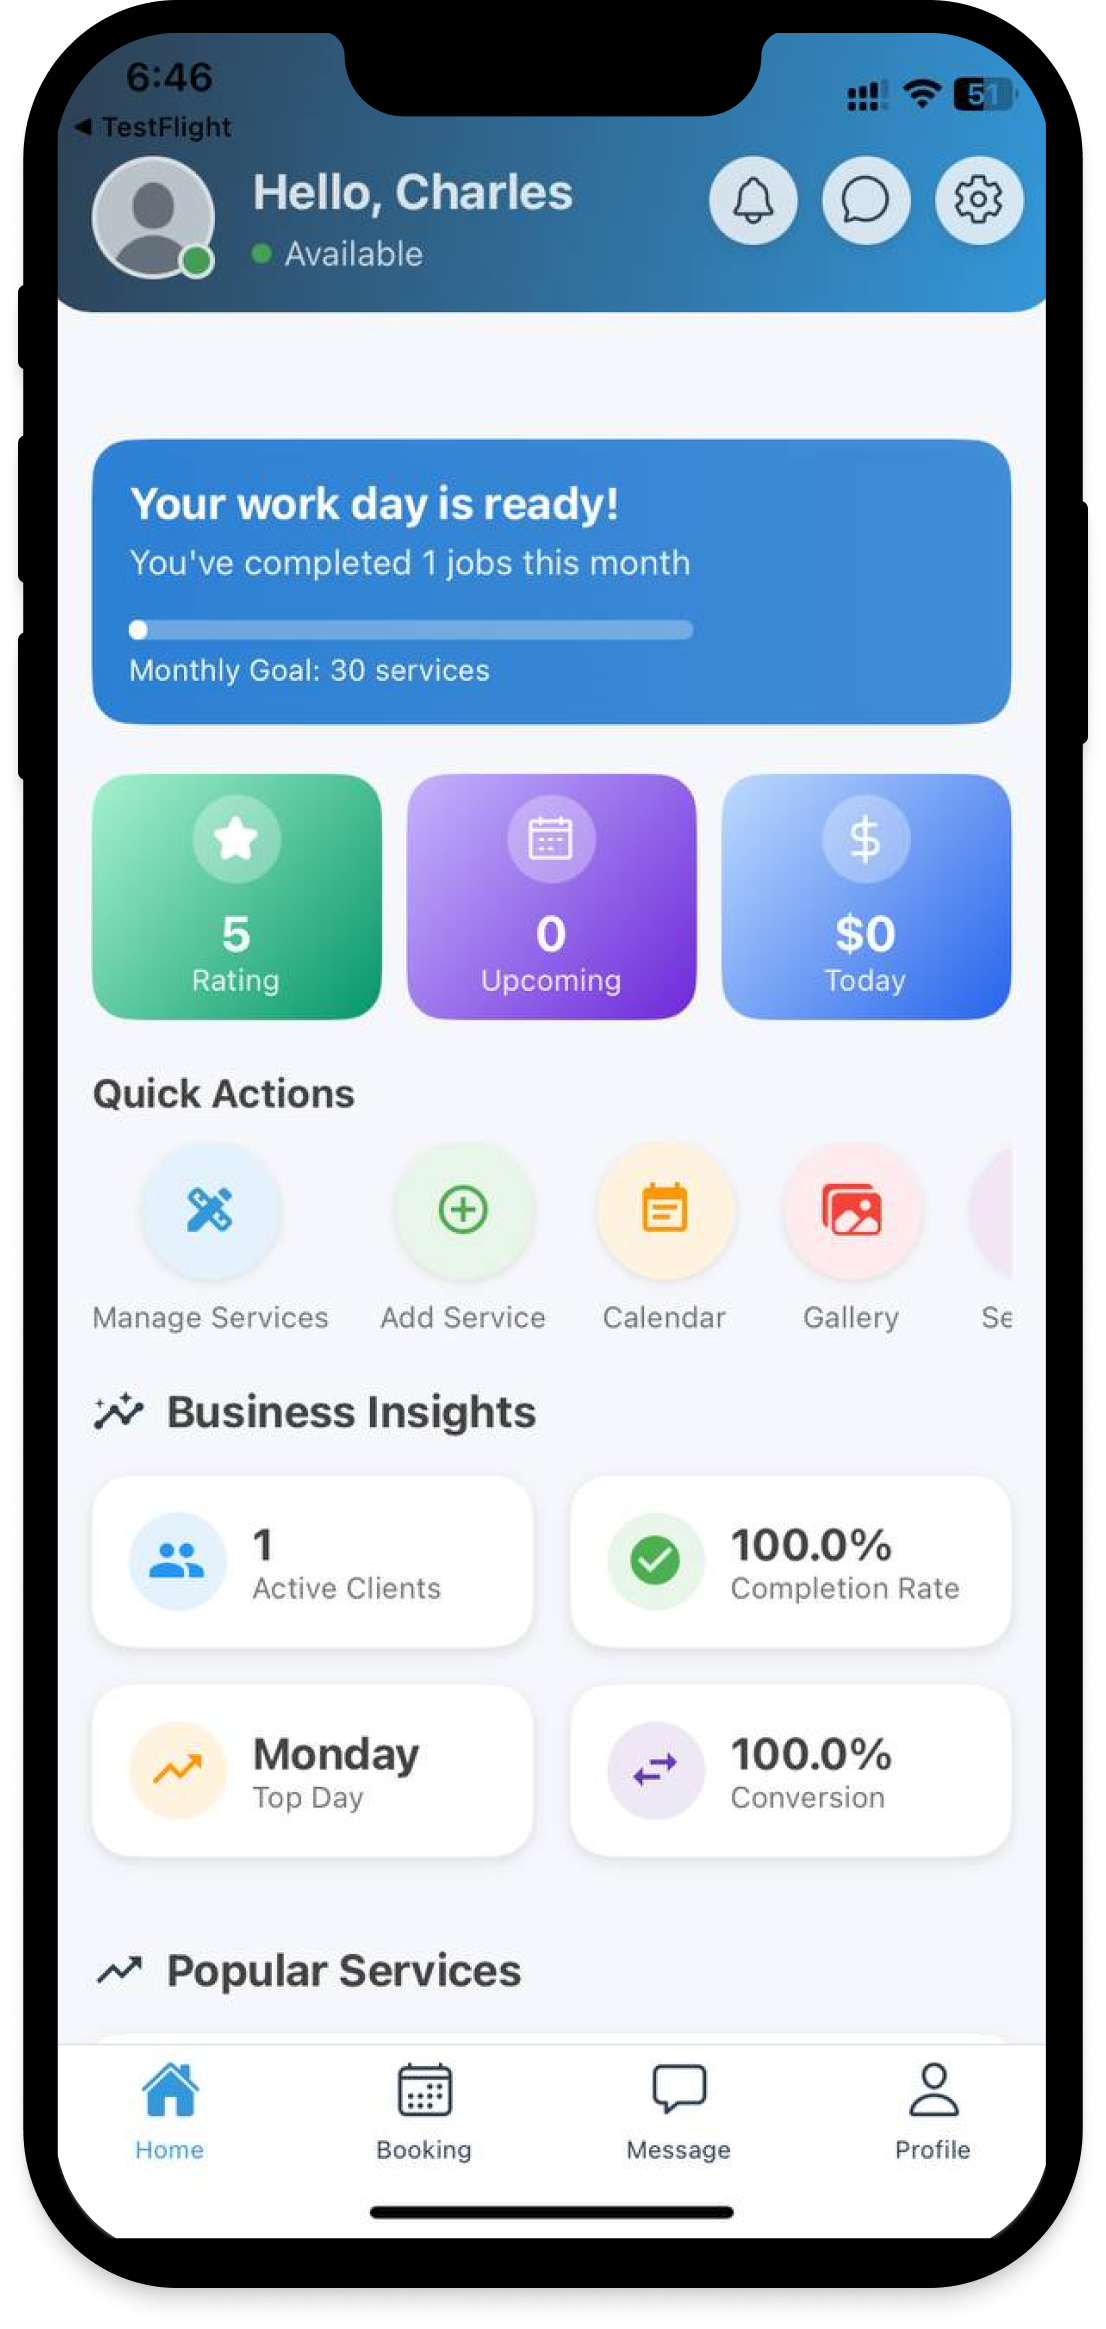 6:46
51
◀ TestFlight
Hello, Charles
Available
Your work day is ready!
You've completed 1 jobs this month
Monthly Goal: 30 services
5
Rating
0
Upcoming
$0
Today
Quick Actions
Manage Services
Add Service
Calendar
Gallery
Se
Business Insights
1
Active Clients
100.0%
Completion Rate
Monday
Top Day
100.0%
Conversion
Popular Services
Home
Booking
Message
Profile